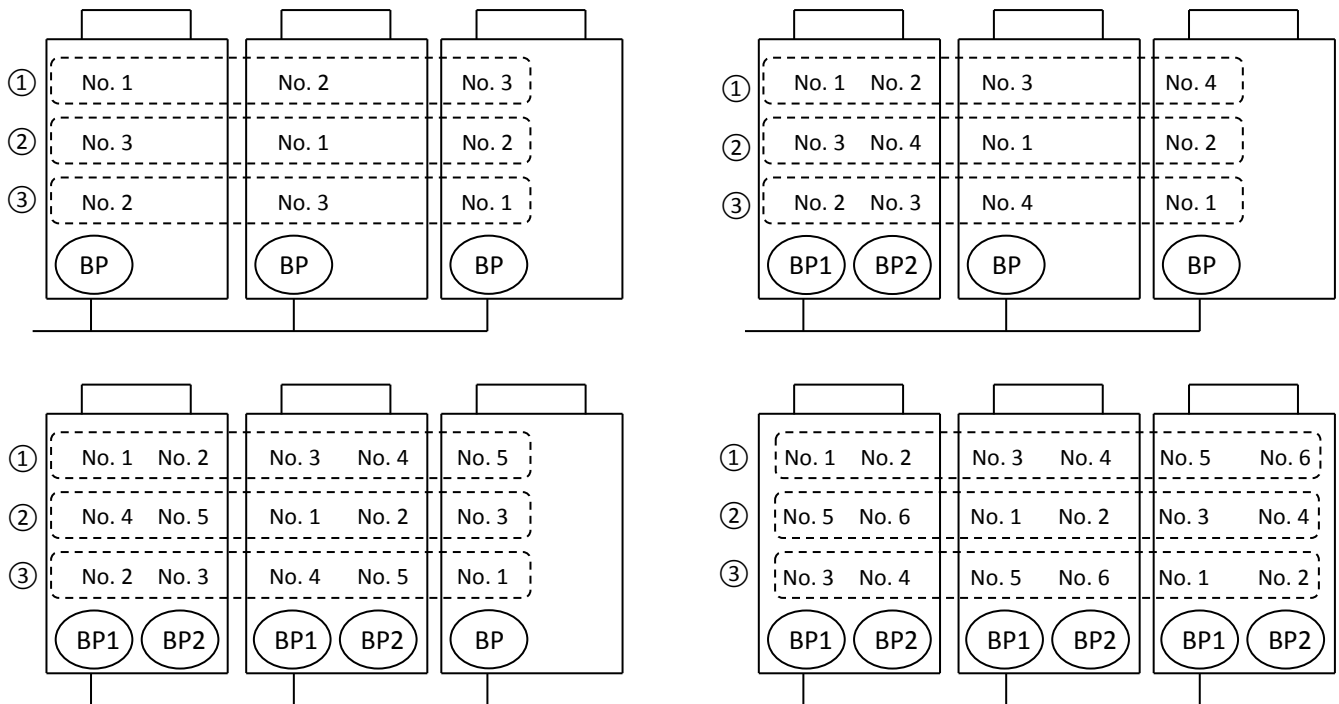 ① No. 1 No. 2 No. 3
② No. 3 No. 1 No. 2
③ No. 2 No. 3 No. 1
BP BP BP
① No. 1 No. 2 No. 3 No. 4
② No. 3 No. 4 No. 1 No. 2
③ No. 2 No. 3 No. 4 No. 1
BP1 BP2 BP BP
① No. 1 No. 2 No. 3 No. 4 No. 5
② No. 4 No. 5 No. 1 No. 2 No. 3
③ No. 2 No. 3 No. 4 No. 5 No. 1
BP1 BP2 BP1 BP2 BP
① No. 1 No. 2 No. 3 No. 4 No. 5 No. 6
② No. 5 No. 6 No. 1 No. 2 No. 3 No. 4
③ No. 3 No. 4 No. 5 No. 6 No. 1 No. 2
BP1 BP2 BP1 BP2 BP1 BP2